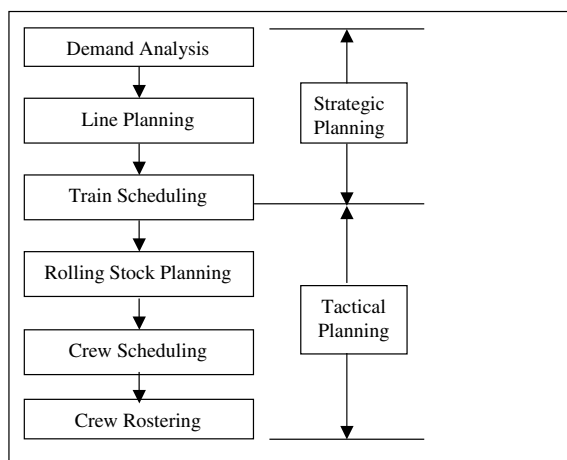 Demand Analysis
Line Planning
Train Scheduling
Rolling Stock Planning
Crew Scheduling
Crew Rostering
Strategic
Planning
Tactical
Planning